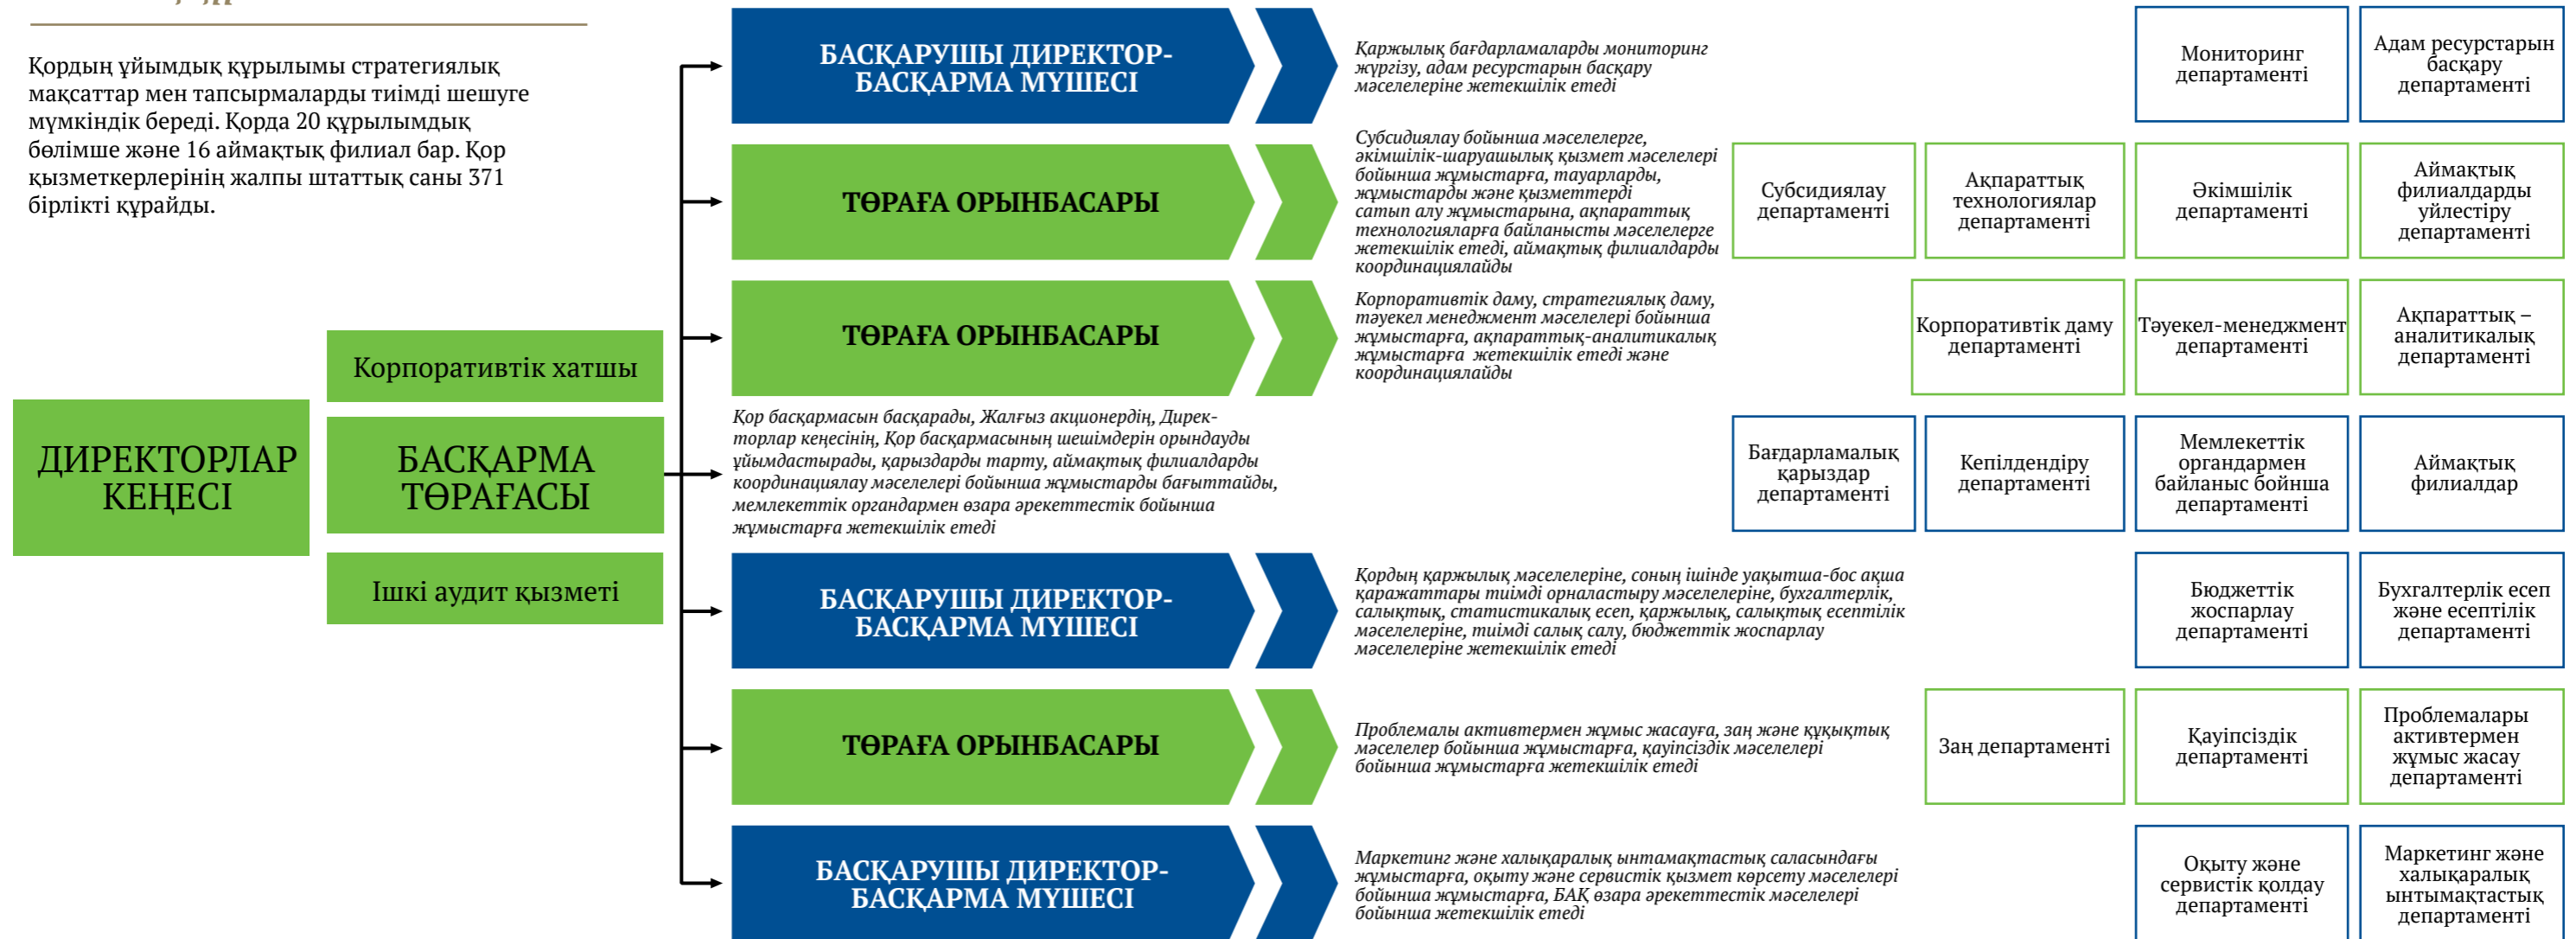 Қордың ұйымдық құрылымы стратегиялық
мақсаттар мен тапсырмаларды тиімді шешуге
мүмкіндік береді. Қорда 20 құрылымдық
бөлімше және 16 аймақтық филиал бар. Қор
қызметкерлерінің жалпы штаттық саны 371
бірлікті құрайды.
ДИРЕКТОРЛАР
КЕҢЕСІ
Корпоративтік хатшы
БАСҚАРМА
ТӨРАҒАСЫ
Ішкі аудит қызметі
БАСҚАРУШЫ ДИРЕКТОР-
БАСҚАРМА МҮШЕСІ
Қаржылық бағдарламаларды мониторинг
жүргізу, адам ресурстарын басқару
мәселелеріне жетекшілік етеді
Мониторинг
департаменті
Адам ресурстарын
басқару
департаменті
ТӨРАҒА ОРЫНБАСАРЫ
Субсидиялау бойынша мәселелерге,
әкімшілік-шаруашылық қызмет мәселелері
бойынша жұмыстарға, тауарларды,
жұмыстарды және қызметтерді
сатып алу жұмыстарына, ақпараттық
технологияларға байланысты мәселелерге
жетекшілік етеді, аймақтық филиалдарды
координациялайды
Субсидиялау
департаменті
Ақпараттық
технологиялар
департаменті
Әкімшілік
департаменті
Аймақтық
филиалдарды
уйлестіру
департаменті
ТӨРАҒА ОРЫНБАСАРЫ
Корпоративтік даму, стратегиялық даму,
тәуекел менеджмент мәселелері бойынша
жұмыстарға, ақпараттық-аналитикалық
жұмыстарға жетекшілік етеді және
координациялайды
Корпоративтік даму
департаменті
Тәуекел-менеджмент
департаменті
Ақпараттық –
аналитикалық
департаменті
Қор басқармасын басқарады, Жалғыз акционердің, Дирек-
торлар кеңесінің, Қор басқармасының шешімдерін орындауды
ұйымдастырады, қарыздарды тарту, аймақтық филиалдарды
координациялау мәселелері бойынша жұмыстарды бағыттайды,
мемлекеттік органдармен өзара әрекеттестік бойынша
жұмыстарға жетекшілік етеді
Бағдарламалық
қарыздар
департаменті
Кепілдендіру
департаменті
Мемлекеттік
органдармен
байланыс бойнша
департаменті
Аймақтық
филиалдар
БАСҚАРУШЫ ДИРЕКТОР-
БАСҚАРМА МҮШЕСІ
Қордың қаржылық мәселелеріне, соның ішінде уақытша-бос ақша
қаражаттары тиімді орналастыру мәселелеріне, бухгалтерлік,
салықтық, статистикалық есеп, қаржылық, салықтық есептілік
мәселелеріне, тиімді салық салу, бюджеттік жоспарлау
мәселелеріне жетекшілік етеді
Бюджеттік
жоспарлау
департаменті
Бухгалтерлік есеп
және есептілік
департаменті
ТӨРАҒА ОРЫНБАСАРЫ
Проблемалы активтермен жұмыс жасауға, заң және құқықтық
мәселелер бойынша жұмыстарға, қауіпсіздік мәселелері
бойынша жұмыстарға жетекшілік етеді
Заң департаменті
Қауіпсіздік
департаменті
Проблемалары
активтермен
жұмыс жасау
департаменті
БАСҚАРУШЫ ДИРЕКТОР-
БАСҚАРМА МҮШЕСІ
Маркетинг және халықаралық ынтамақтастық саласындағы
жұмыстарға, оқыту және сервистік қызмет көрсету мәселелері
бойынша жұмыстарға, БАҚ өзара әрекеттестік мәселелері
бойынша жетекшілік етеді
Оқыту және
сервистік қолдау
департаменті
Маркетинг және
халықаралық
ынтымақтастық
департаменті